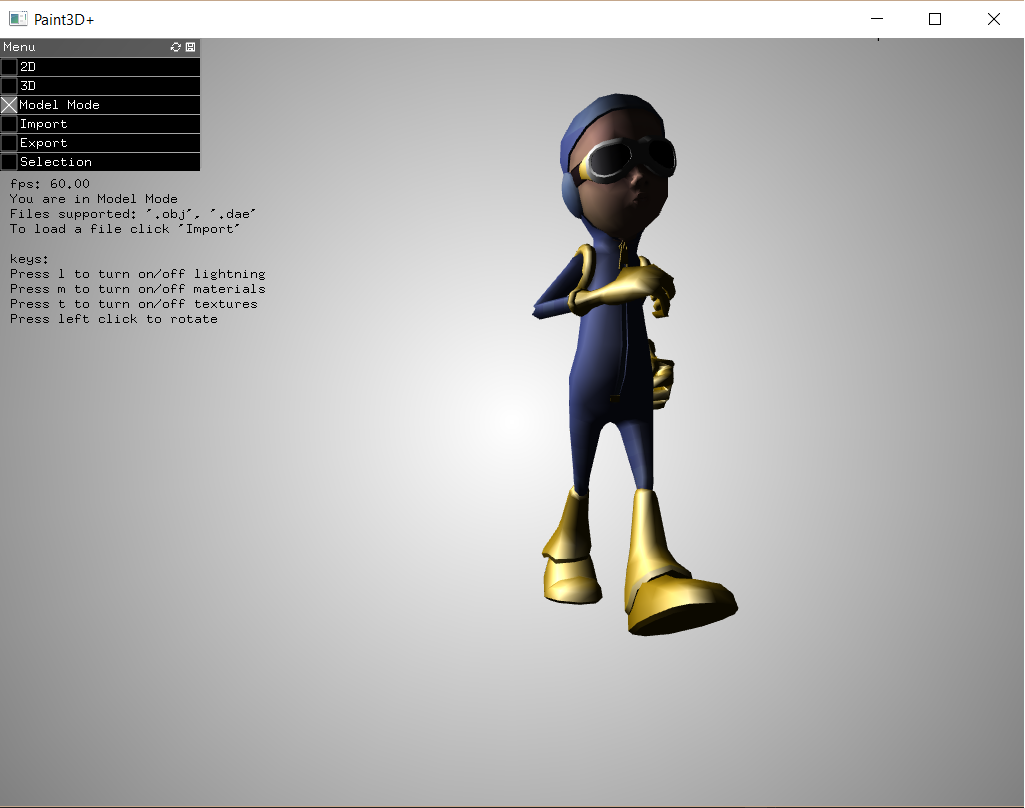 Paint3D+
Menu
2D
3D
Model Mode
Import
Export
Selection
fps: 60.00
You are in Model Mode
Files supported: ".obj", ".dae"
To load a file click "Import"
keys:
Press l to turn on/off lightning
Press m to turn on/off materials
Press t to turn on/off textures
Press left click to rotate